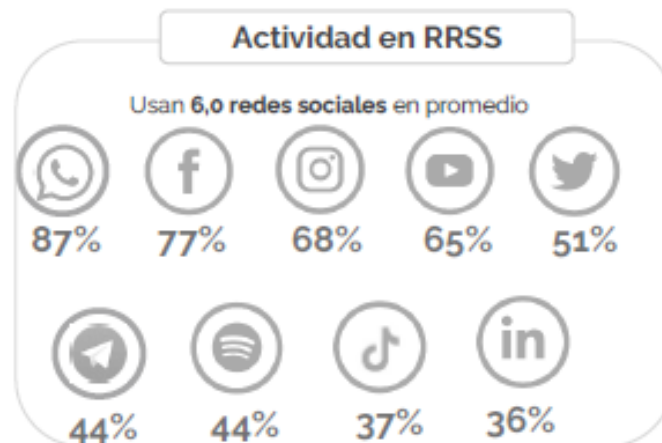 Actividad en RRSS
Usan 6,0 redes sociales en promedio
87% 77% 68% 65% 51%
44% 44% 37% 36%